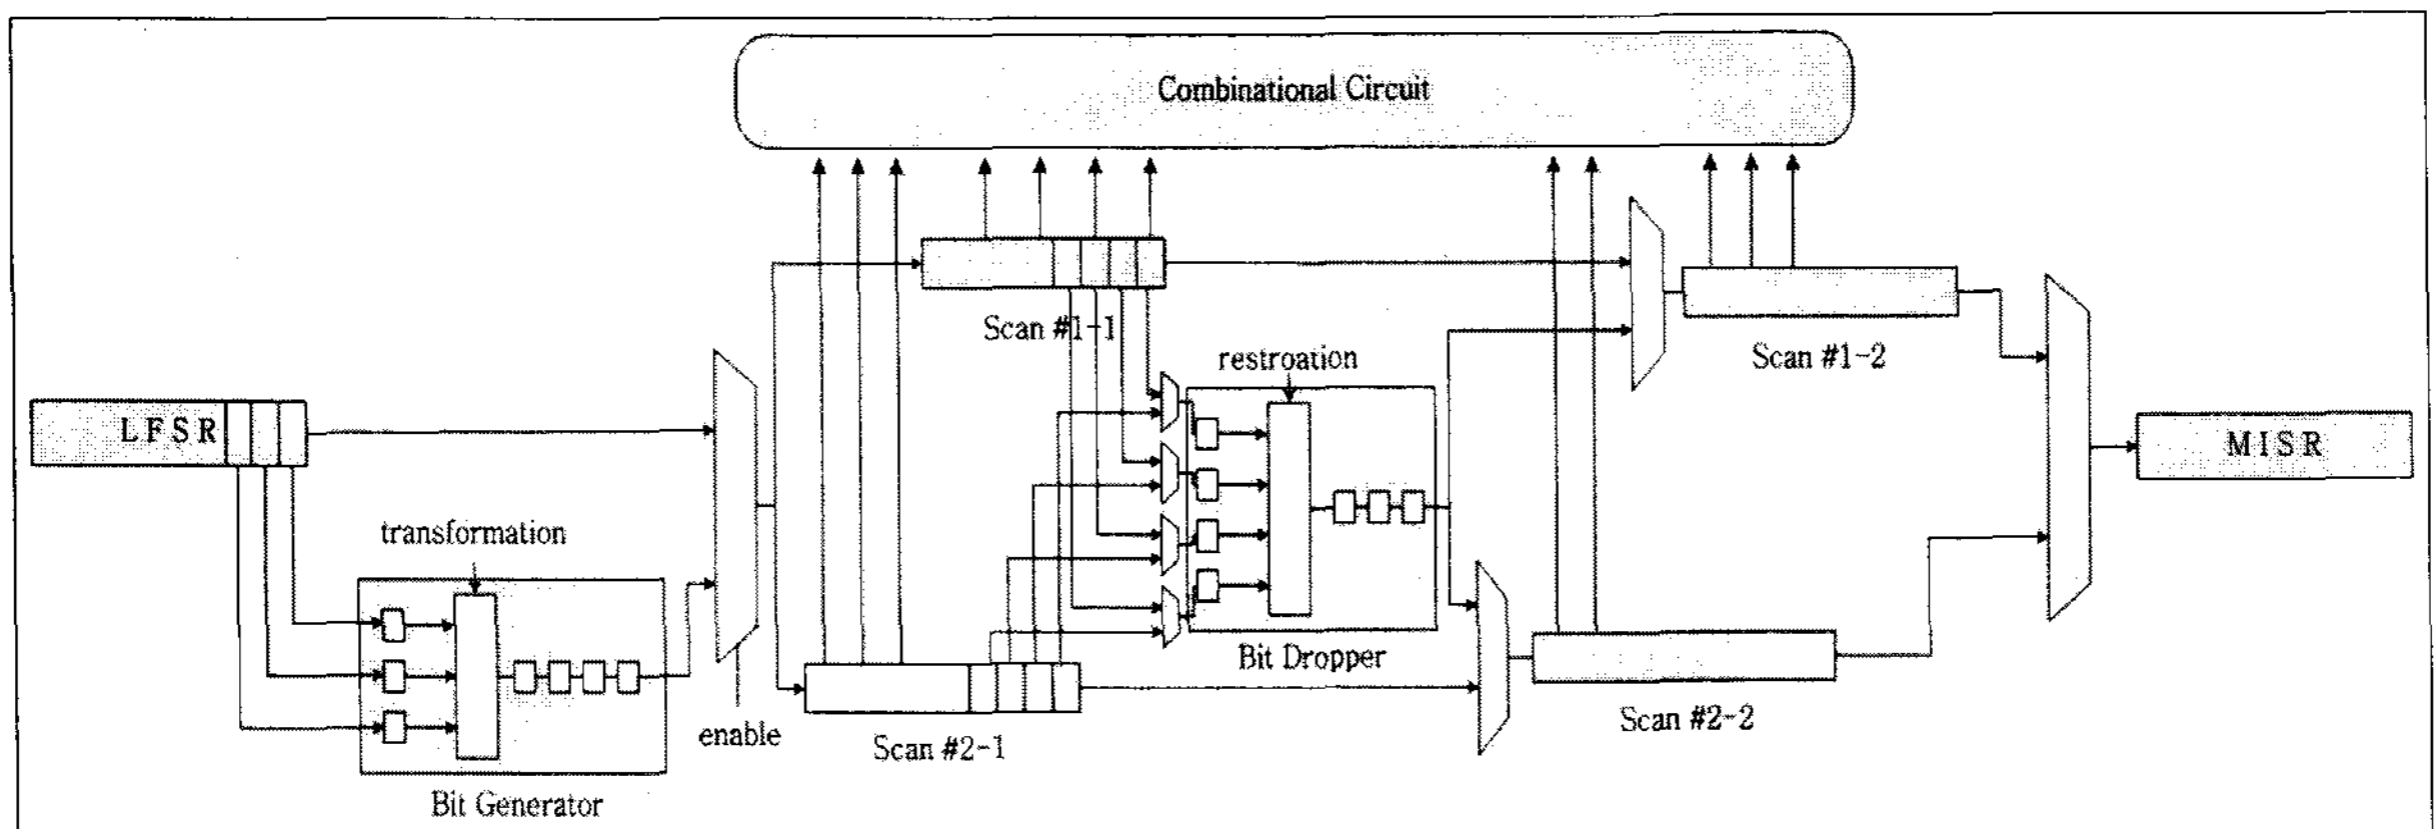 Combinational Circuit
Scan #1-1
restroation
Scan #1-2
LFSR
MISR
transformation
Bit Dropper
enable
Scan #2-1
Scan #2-2
Bit Generator